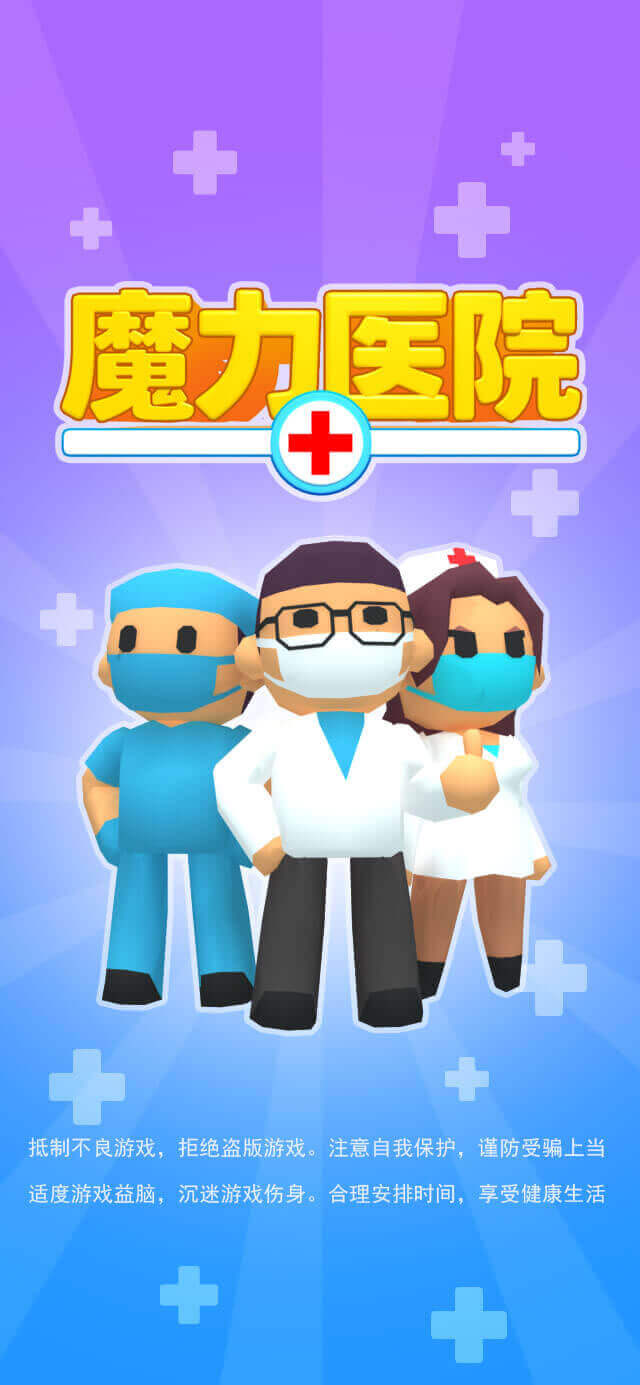 魔力医院
抵制不良游戏，拒绝盗版游戏。注意自我保护，谨防受骗上当
适度游戏益脑，沉迷游戏伤身。合理安排时间，享受健康生活